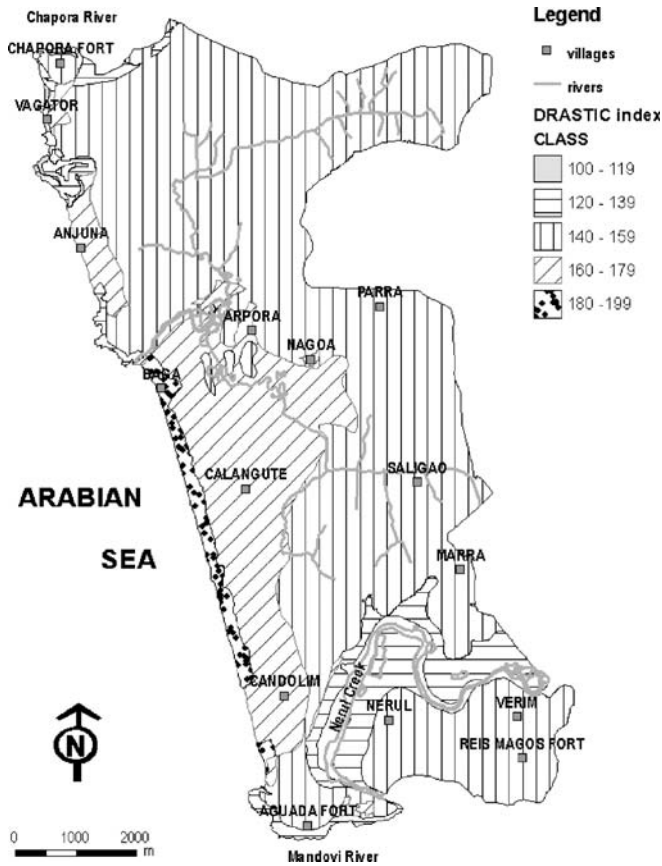 Chapora River
CHAPORA FORT
VAGATOR
ANJUNA
ARPORA
PARRA
NAGOA
BAGA
CALANGUTE
SALIGAO
ARABIAN
SEA
MARRA
CANDOLIM
Nerul Creek
NERUL
VERIM
REIS MAGOS FORT
AGUADA FORT
Mandovi River
N
0 1000 2000
m
Legend
villages
rivers
DRASTIC index
CLASS
100 - 119
120 - 139
140 - 159
160 - 179
180 - 199